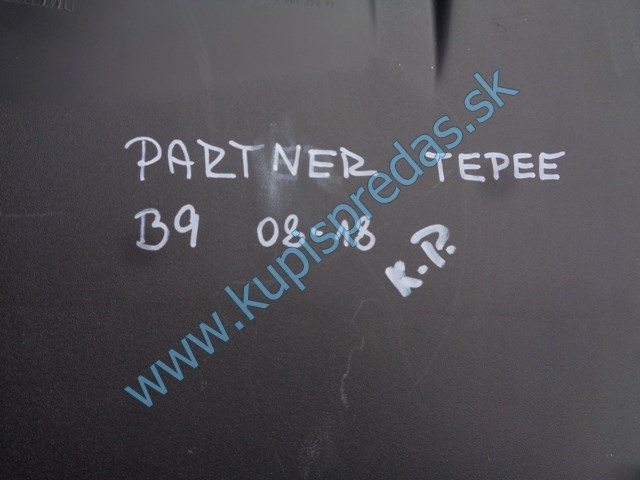 PARTNER TEPEE
B9 08-18
K.P.
www.kupispredas.sk